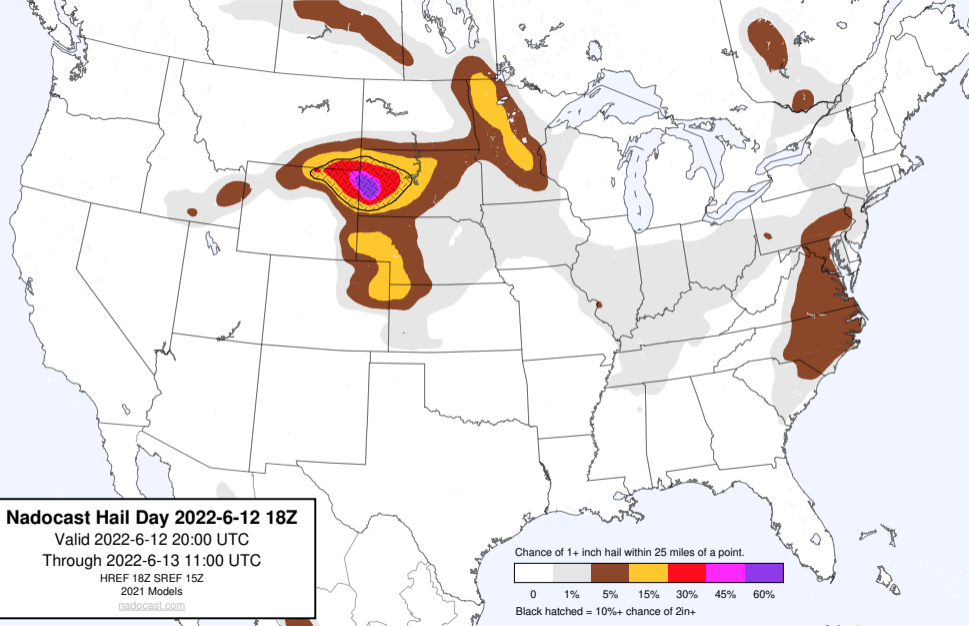 Nadocast Hail Day 2022-6-12 18Z
Valid 2022-6-12 20:00 UTC
Through 2022-6-13 11:00 UTC
HREF 18Z SREF 15Z
2021 Models
nadocast.com
Chance of 1+ inch hail within 25 miles of a point.
0 1% 5% 15% 30% 45% 60%
Black hatched = 10%+ chance of 2in+